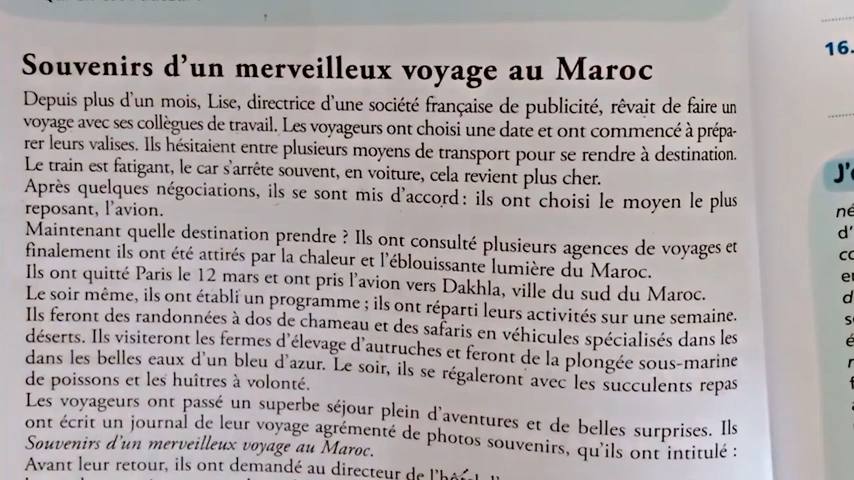 Souvenirs d'un merveilleux voyage au Maroc
Depuis plus d'un mois, Lise, directrice d'une société française de publicité, rêvait de faire un
voyage avec ses collègues de travail. Les voyageurs ont choisi une date et ont commencé à prépa-
rer leurs valises. Ils hésitaient entre plusieurs moyens de transport pour se rendre à destination.
Le train est fatigant, le car s'arrête souvent, en voiture, cela revient plus cher.
Après quelques négociations, ils se sont mis d'accord : ils ont choisi le moyen le plus
reposant, l'avion.
Maintenant quelle destination prendre ? Ils ont consulté plusieurs agences de voyages et
finalement ils ont été attirés par la chaleur et l'éblouissante lumière du Maroc.
Ils ont quitté Paris le 12 mars et ont pris l'avion vers Dakhla, ville du sud du Maroc.
Le soir même, ils ont établi un programme ; ils ont réparti leurs activités sur une semaine.
Ils feront des randonnées à dos de chameau et des safaris en véhicules spécialisés dans les
déserts. Ils visiteront les fermes d'élevage d'autruches et feront de la plongée sous-marine
dans les belles eaux d'un bleu d'azur. Le soir, ils se régaleront avec les succulents repas
de poissons et les huîtres à volonté.
Les voyageurs ont passé un superbe séjour plein d'aventures et de belles surprises. Ils
ont écrit un journal de leur voyage agrémenté de photos souvenirs, qu'ils ont intitulé :
Souvenirs d'un merveilleux voyage au Maroc.
Avant leur retour, ils ont demandé au directeur de
16.
J'
né
d'
co
en
d
s
é
r
f